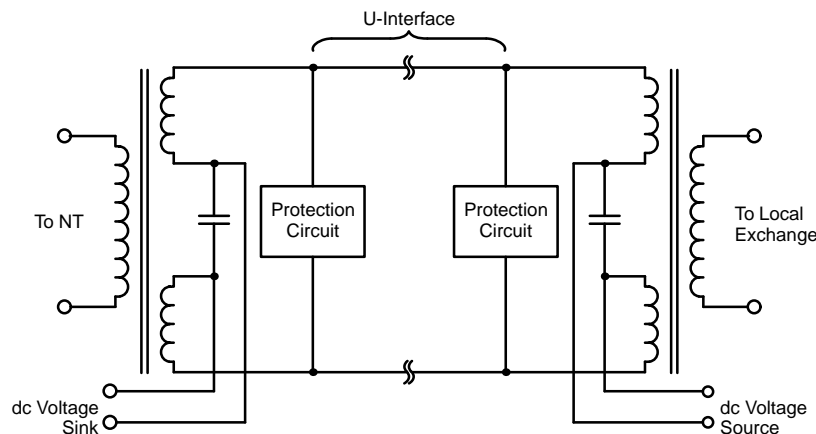 U-Interface
To NT
Protection
Circuit
Protection
Circuit
To Local
Exchange
dc Voltage
Sink
dc Voltage
Source